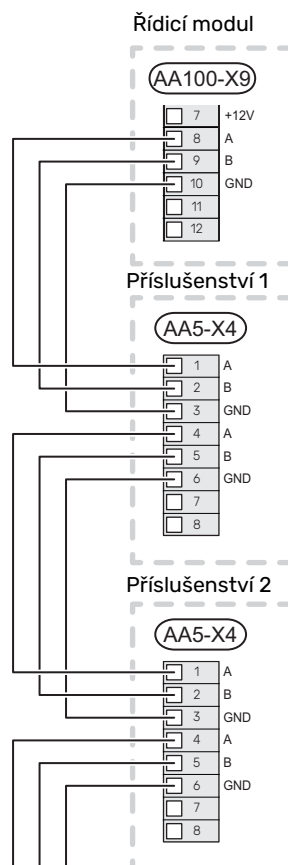 Řídicí modul
AA100-X9
7 +12V
8 A
9 B
10 GND
11
12
Příslušenství 1
AA5-X4
1 A
2 B
3 GND
4 A
5 B
6 GND
7
8
Příslušenství 2
AA5-X4
1 A
2 B
3 GND
4 A
5 B
6 GND
7
8